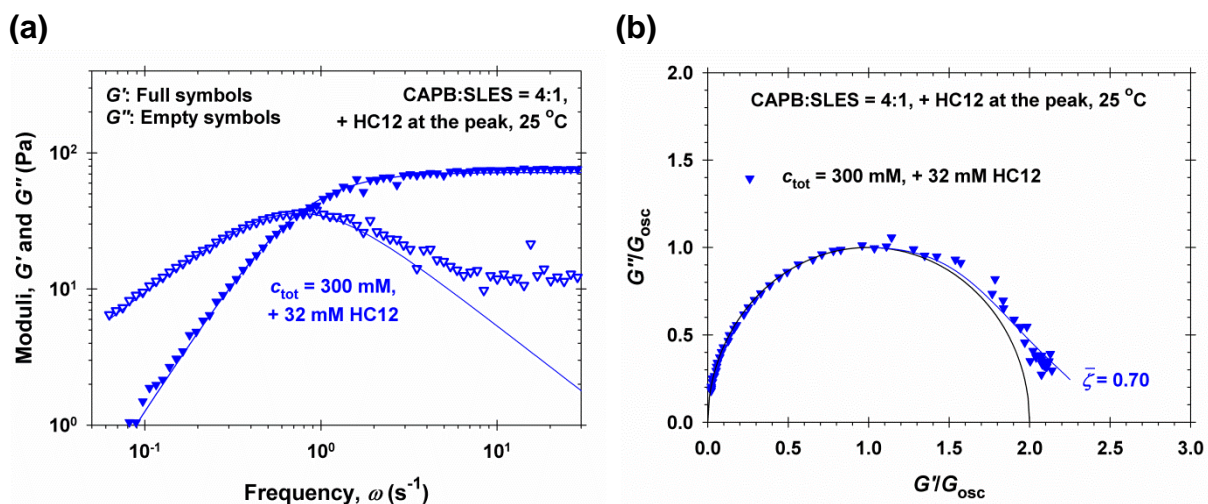 (a)
G′: Full symbols
G″: Empty symbols
CAPB:SLES = 4:1,
+ HC12 at the peak, 25 °C
Moduli, G′ and G″ (Pa)
10²
10¹
10⁰
c_tot = 300 mM,
+ 32 mM HC12
10⁻¹
10⁰
10¹
Frequency, ω (s⁻¹)
(b)
CAPB:SLES = 4:1, + HC12 at the peak, 25 °C
c_tot = 300 mM, + 32 mM HC12
G″/G_osc
2.0
1.5
1.0
0.5
0.0
ζ̄ = 0.70
0.0 0.5 1.0 1.5 2.0 2.5 3.0
G′/G_osc